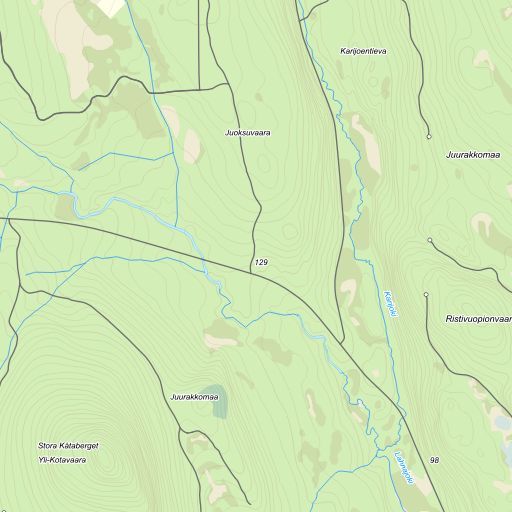 Karijoentieva
Juoksuvaara
Juurakkomaa
129
Karijoki
Ristivuopionvaar
Juurakkomaa
Stora Kåtaberget
Yli-Kotavaara
Lahnajoki
98